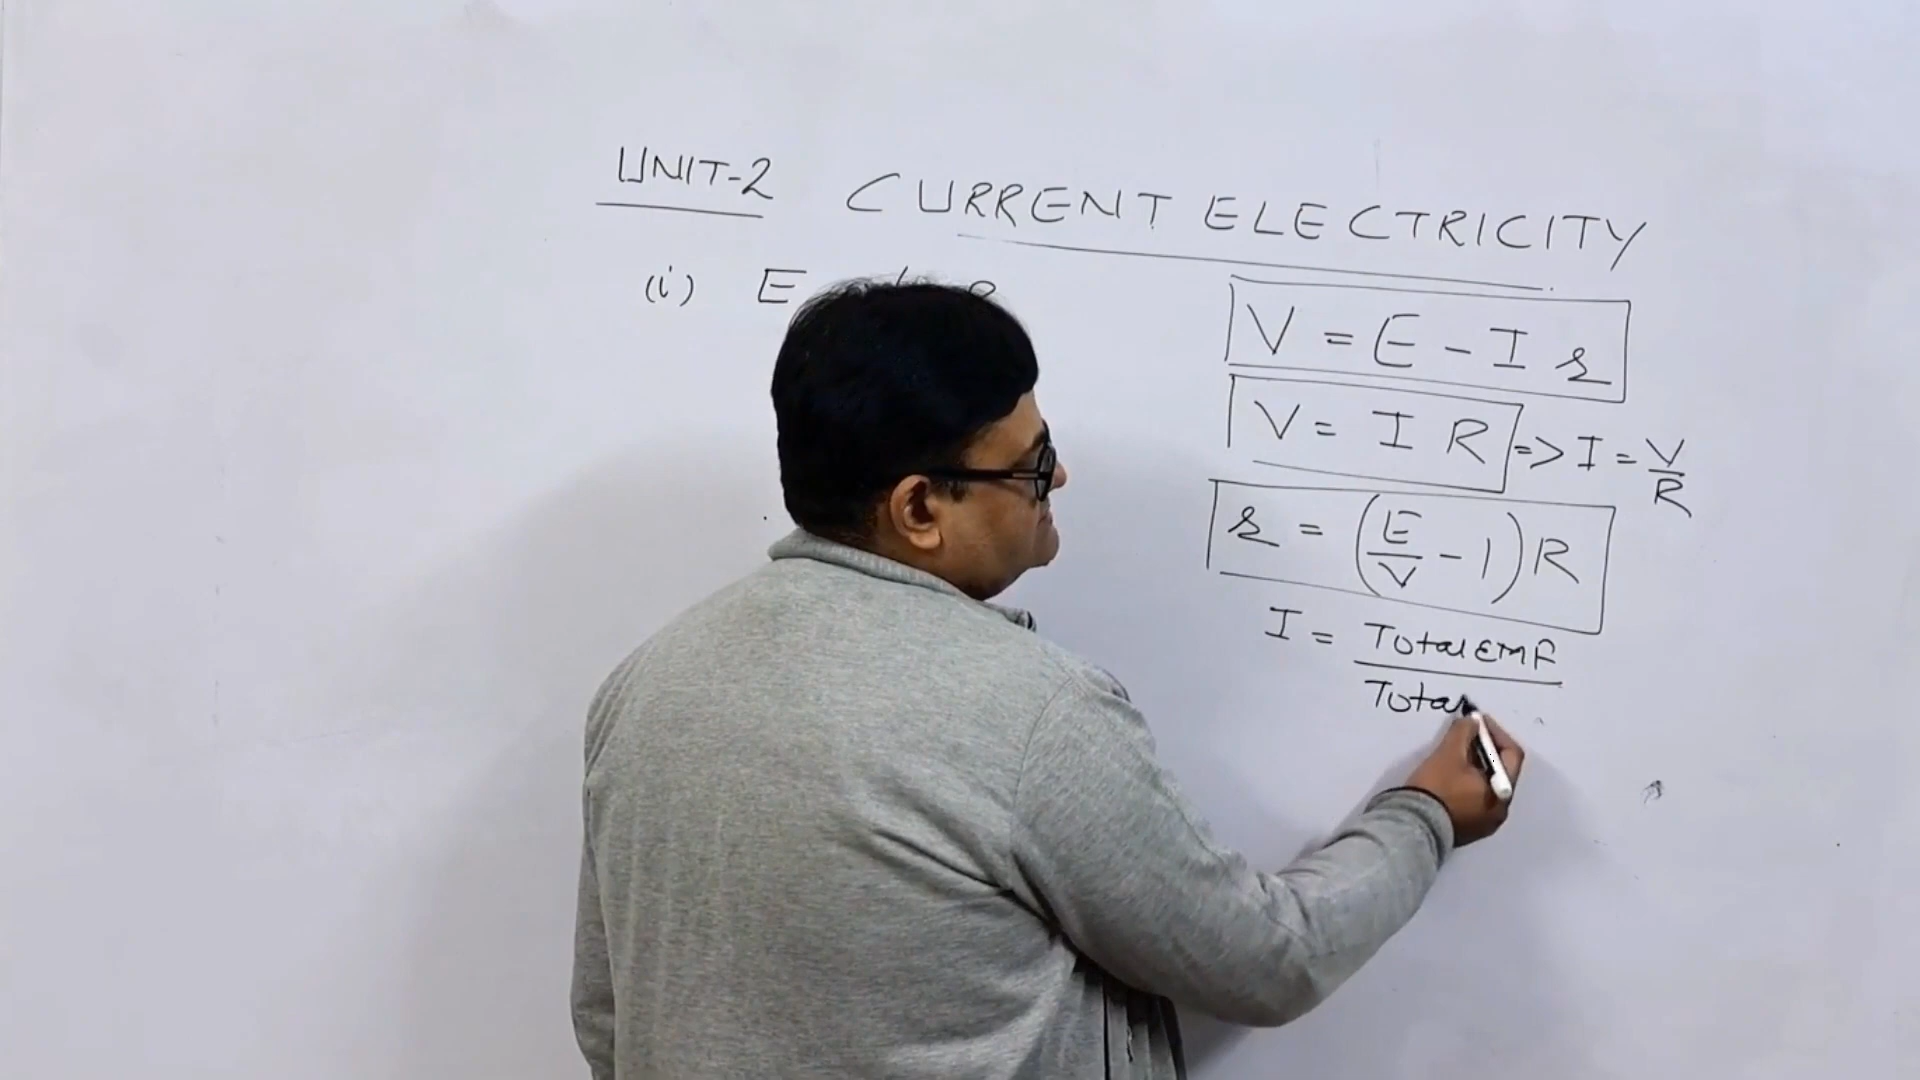 UNIT-2 CURRENT ELECTRICITY
(i) E
V = E - I r
V = I R => I = V/R
r = (E/V - 1) R
I = Total EMF / Total